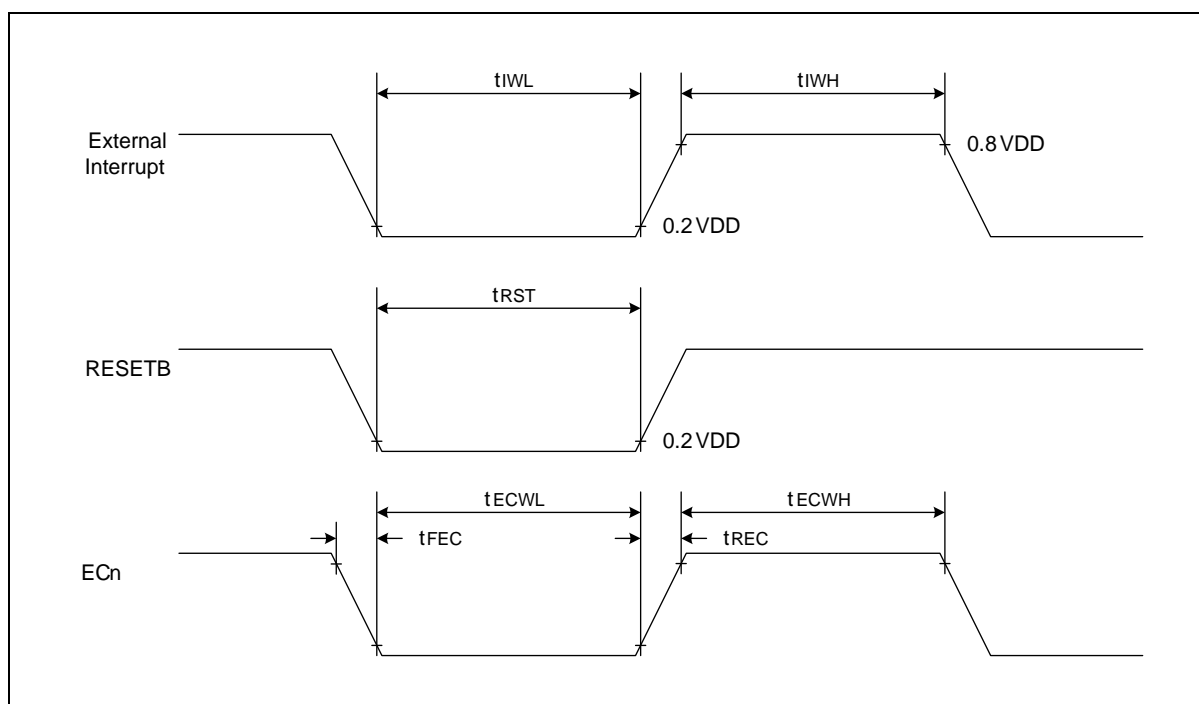 tIWL
tIWH
External
Interrupt
0.8 VDD
0.2 VDD
tRST
RESETB
0.2 VDD
tECWL
tECWH
tFEC
tREC
ECn